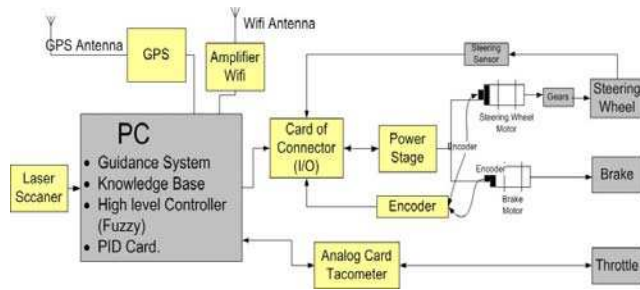 Wifi Antenna
GPS Antenna
GPS
Amplifier
Wifi
Steering
Sensor
Steering
Wheel
Gears
Steering Wheel
Motor
PC
• Guidance System
• Knowledge Base
• High level Controller
(Fuzzy)
• PID Card.
Laser
Sccaner
Card of
Connector
(I/O)
Power
Stage
Encoder
Encoder
Brake
Motor
Brake
Encoder
Analog Card
Tacometer
Throttle